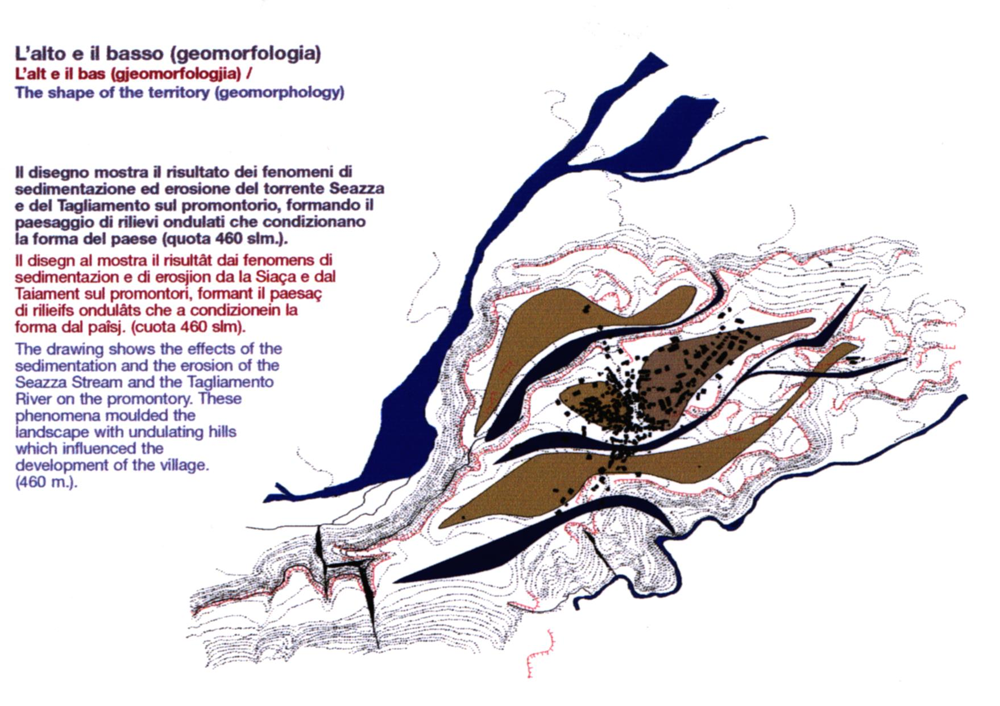 L'alto e il basso (geomorfologia)
L'alt e il bas (gjeomorfologjia) /
The shape of the territory (geomorphology)
Il disegno mostra il risultato dei fenomeni di
sedimentazione ed erosione del torrente Seazza
e del Tagliamento sul promontorio, formando il
paesaggio di rilievi ondulati che condizionano
la forma del paese (quota 460 slm.).
Il disegn al mostra il risultât dai fenomens di
sedimentazion e di erosjion da la Siaça e dal
Taiament sul promontori, formant il paesaç
di rilieifs ondulâts che a condizionein la
forma dal paîsj. (cuota 460 slm).
The drawing shows the effects of the
sedimentation and the erosion of the
Seazza Stream and the Tagliamento
River on the promontory. These
phenomena moulded the
landscape with undulating hills
which influenced the
development of the village.
(460 m.).